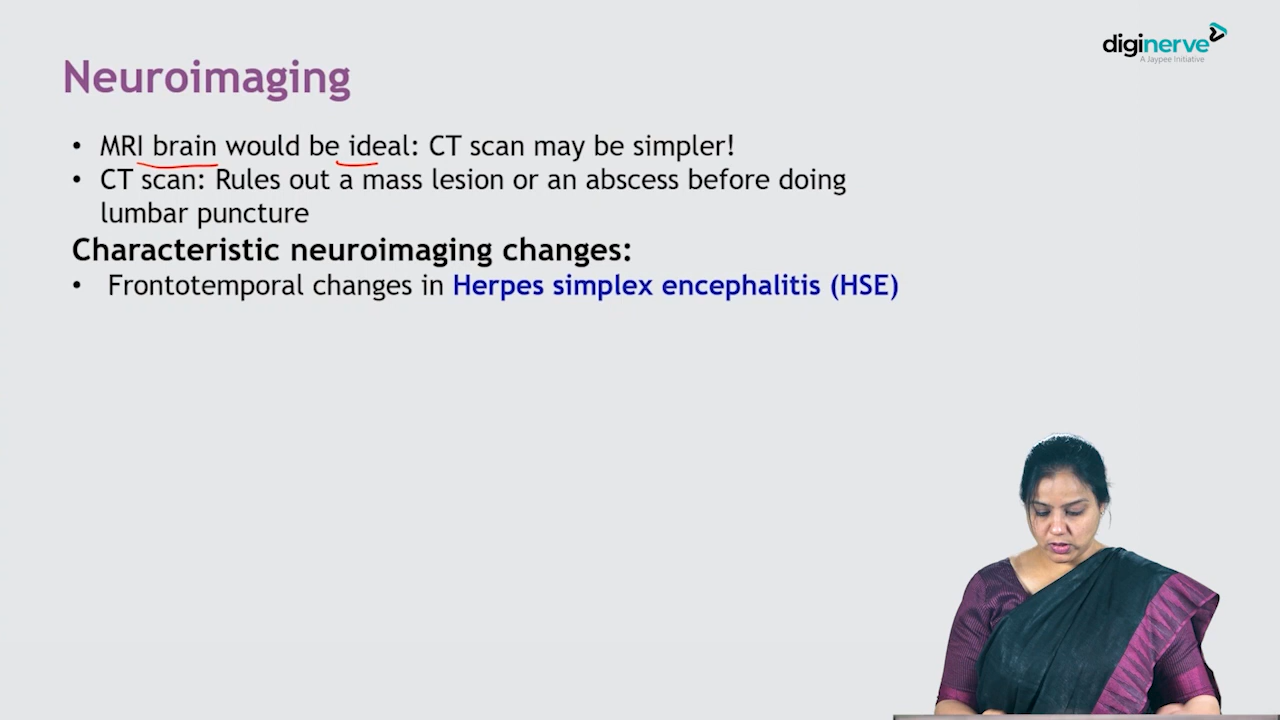 diginerve
A Jaypee Initiative
Neuroimaging
• MRI brain would be ideal: CT scan may be simpler!
• CT scan: Rules out a mass lesion or an abscess before doing
lumbar puncture
Characteristic neuroimaging changes:
• Frontotemporal changes in Herpes simplex encephalitis (HSE)